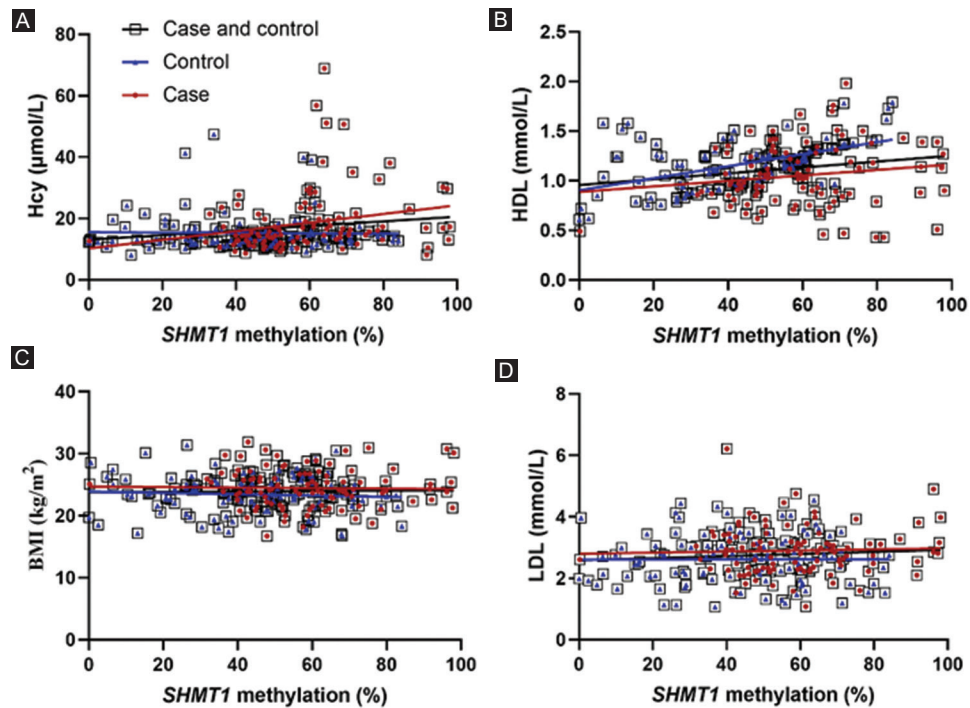 A
Case and control
Control
Case
Hcy (μmol/L)
80
60
40
20
0
0 20 40 60 80 100
SHMT1 methylation (%)
B
HDL (mmol/L)
2.5
2.0
1.5
1.0
0.5
0.0
0 20 40 60 80 100
SHMT1 methylation (%)
C
BMI (kg/m²)
40
30
20
10
0
0 20 40 60 80 100
SHMT1 methylation (%)
D
LDL (mmol/L)
8
6
4
2
0
0 20 40 60 80 100
SHMT1 methylation (%)